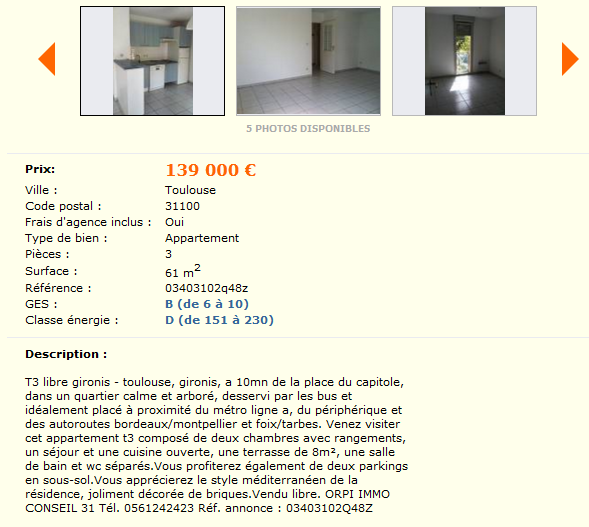 5 PHOTOS DISPONIBLES
Prix: 139 000 €
Ville : Toulouse
Code postal : 31100
Frais d'agence inclus : Oui
Type de bien : Appartement
Pièces : 3
Surface : 61 m²
Référence : 03403102q48z
GES : B (de 6 à 10)
Classe énergie : D (de 151 à 230)
Description :
T3 libre gironis - toulouse, gironis, a 10mn de la place du capitole,
dans un quartier calme et arboré, desservi par les bus et
idéalement placé à proximité du métro ligne a, du périphérique et
des autoroutes bordeaux/montpellier et foix/tarbes. Venez visiter
cet appartement t3 composé de deux chambres avec rangements,
un séjour et une cuisine ouverte, une terrasse de 8m², une salle
de bain et wc séparés.Vous profiterez également de deux parkings
en sous-sol.Vous apprécierez le style méditerranéen de la
résidence, joliment décorée de briques.Vendu libre. ORPI IMMO
CONSEIL 31 Tél. 0561242423 Réf. annonce : 03403102Q48Z